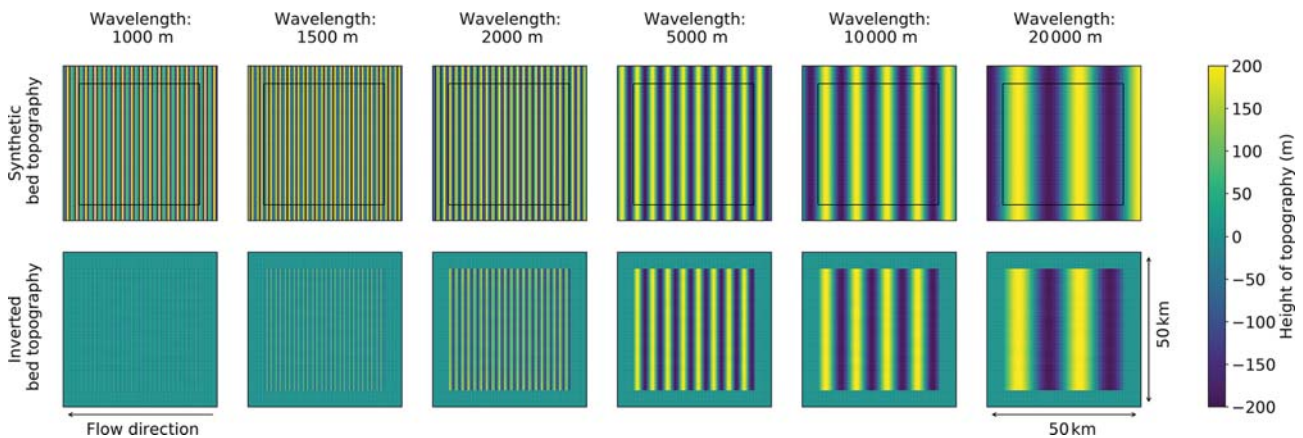 Wavelength:
1000 m
Wavelength:
1500 m
Wavelength:
2000 m
Wavelength:
5000 m
Wavelength:
10 000 m
Wavelength:
20 000 m
Synthetic
bed topography
Inverted
bed topography
Flow direction
50 km
50 km
200
150
100
50
0
−50
−100
−150
−200
Height of topography (m)